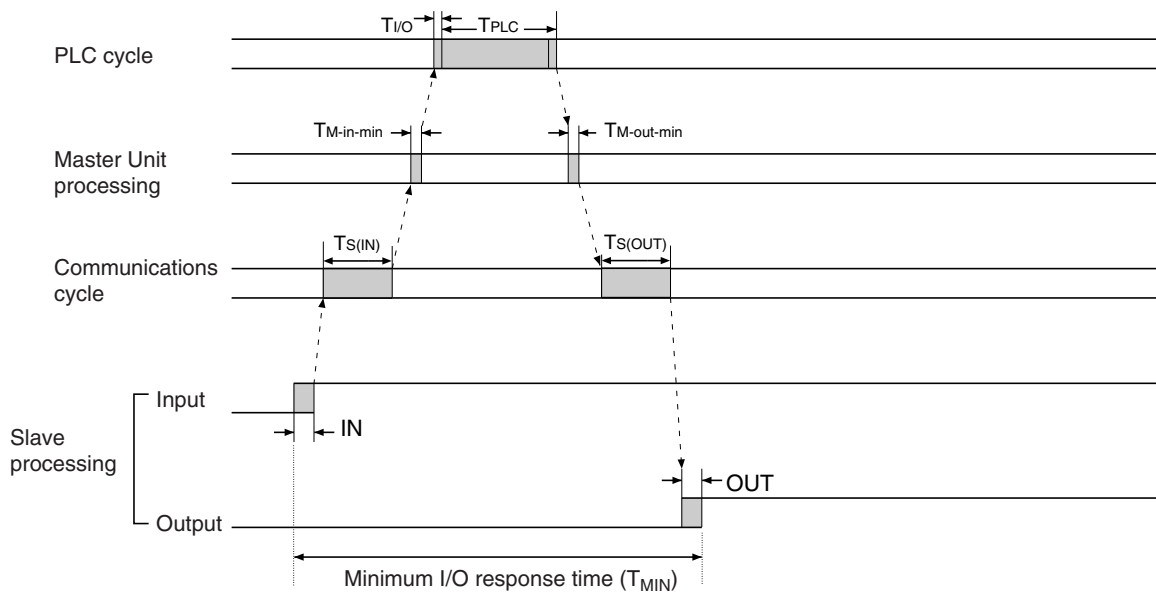 TI/O
TPLC
PLC cycle
TM-in-min
TM-out-min
Master Unit
processing
TS(IN)
TS(OUT)
Communications
cycle
Input
IN
Slave
processing
OUT
Output
Minimum I/O response time (TMIN)